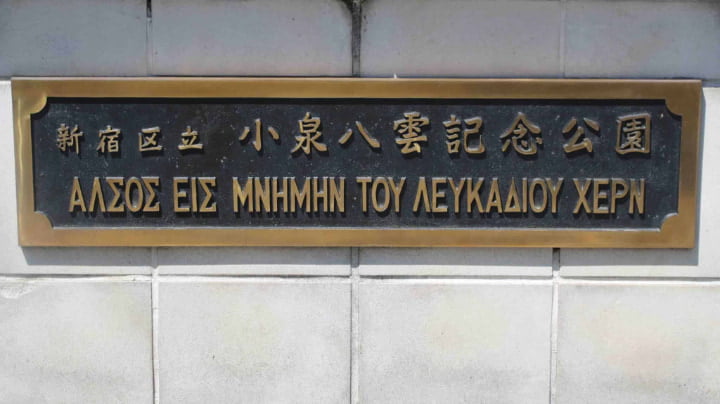 新宿区立 小泉八雲記念公園
ΑΛΣΟΣ ΕΙΣ ΜΝΗΜΗΝ ΤΟΥ ΛΕΥΚΑΔΙΟΥ ΧΕΡΝ